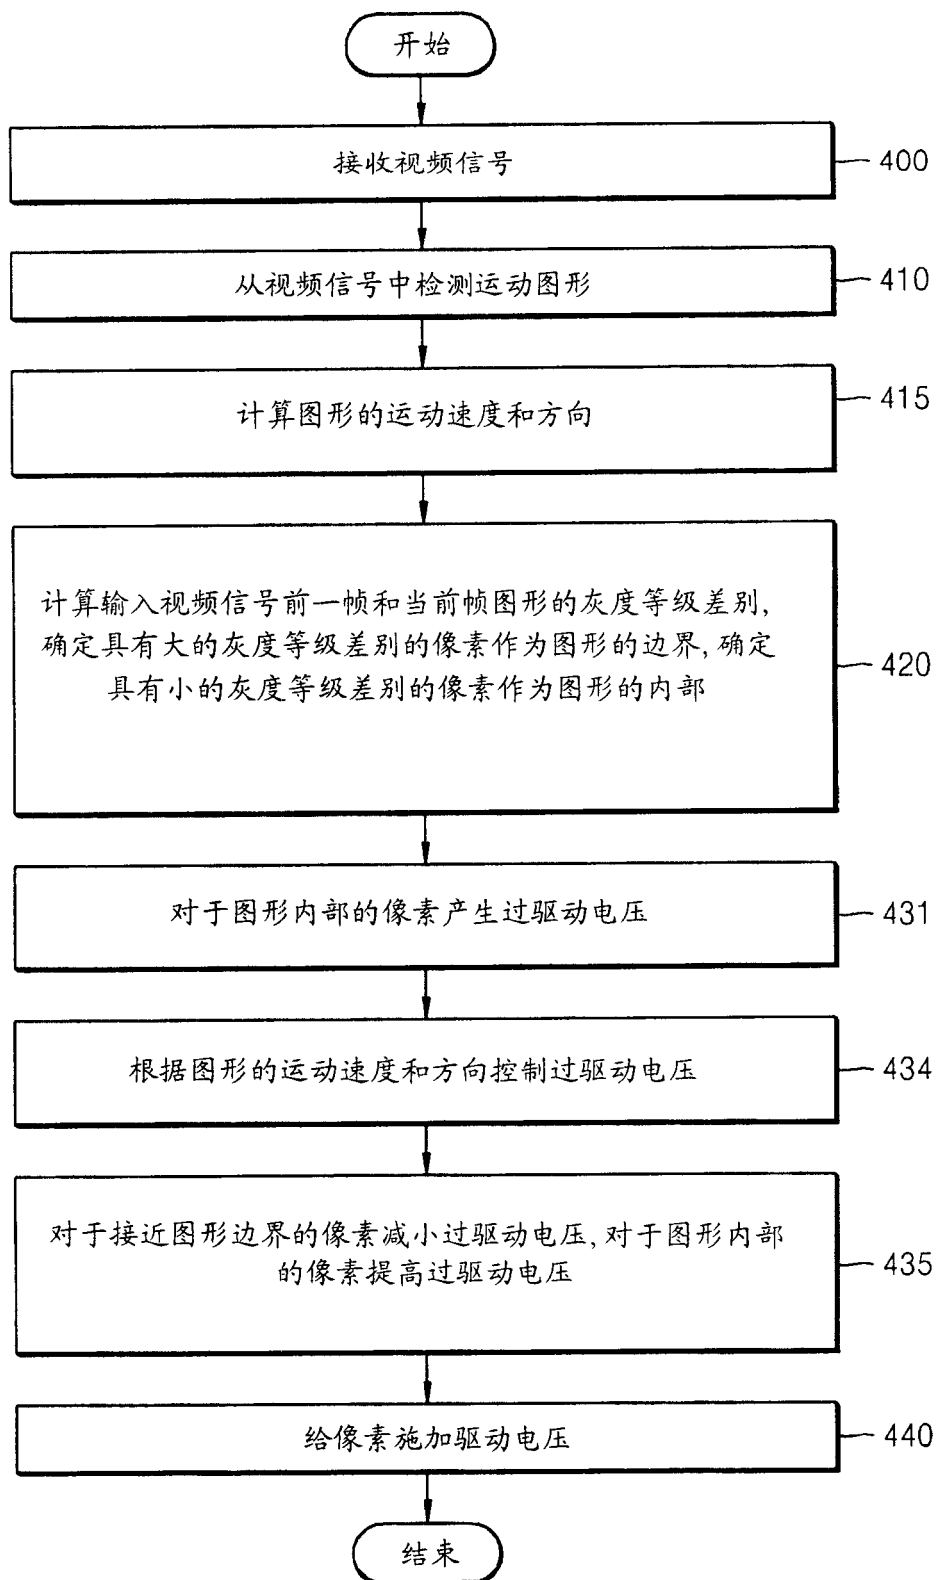 开始
接收视频信号
400
从视频信号中检测运动图形
410
计算图形的运动速度和方向
415
计算输入视频信号前一帧和当前帧图形的灰度等级差别,
确定具有大的灰度等级差别的像素作为图形的边界,确定
具有小的灰度等级差别的像素作为图形的内部
420
对于图形内部的像素产生过驱动电压
431
根据图形的运动速度和方向控制过驱动电压
434
对于接近图形边界的像素减小过驱动电压,对于图形内部
的像素提高过驱动电压
435
给像素施加驱动电压
440
结束